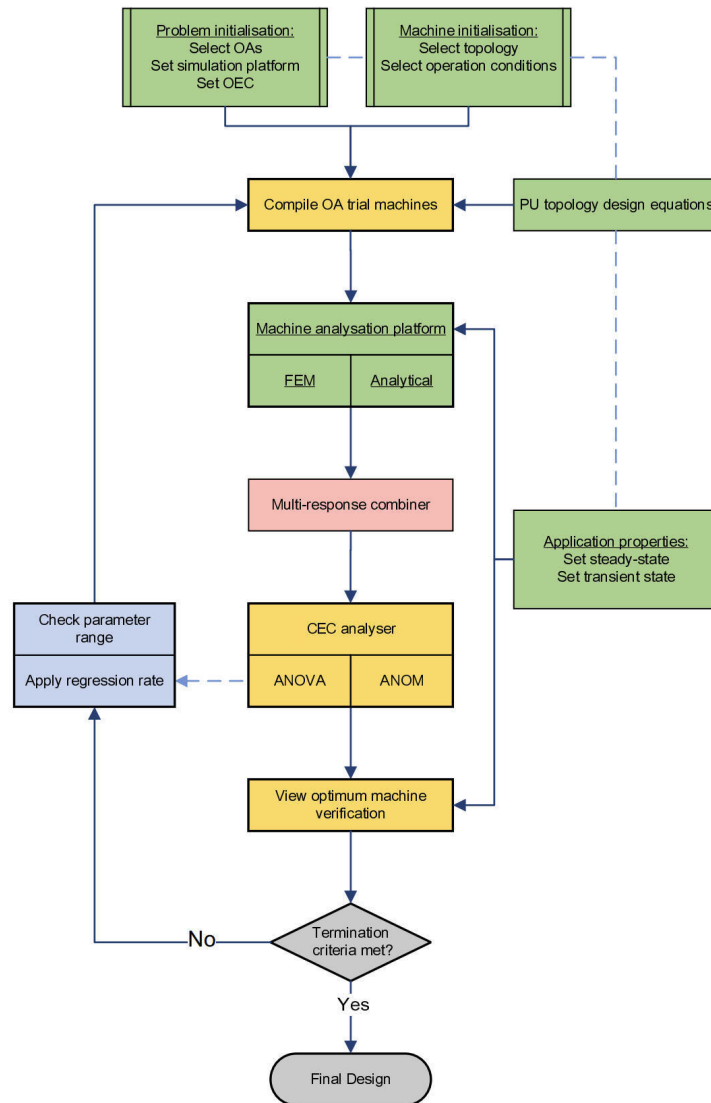 Problem initialisation:
Select OAs
Set simulation platform
Set OEC
Machine initialisation:
Select topology
Select operation conditions
Compile OA trial machines
PU topology design equations
Machine analysation platform
FEM
Analytical
Multi-response combiner
Application properties:
Set steady-state
Set transient state
Check parameter
range
Apply regression rate
CEC analyser
ANOVA
ANOM
View optimum machine
verification
Termination
criteria met?
No
Yes
Final Design